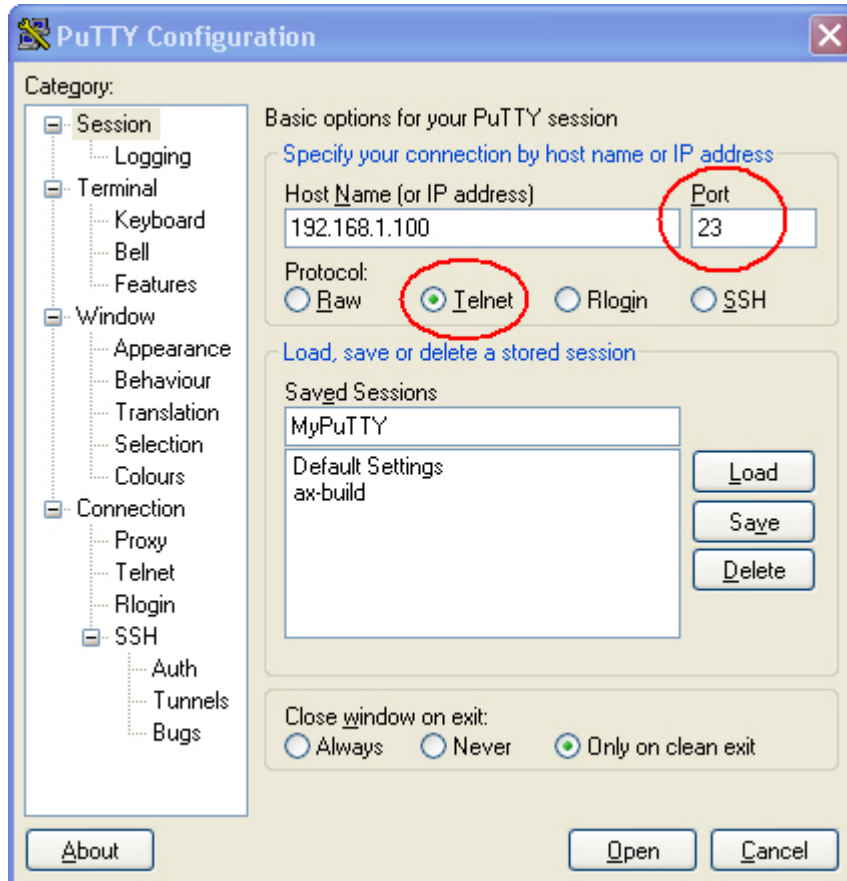 PuTTY Configuration
Category:
Session
Logging
Terminal
Keyboard
Bell
Features
Window
Appearance
Behaviour
Translation
Selection
Colours
Connection
Proxy
Telnet
Rlogin
SSH
Auth
Tunnels
Bugs
Basic options for your PuTTY session
Specify your connection by host name or IP address
Host Name (or IP address) Port
192.168.1.100 23
Protocol:
Raw Telnet Rlogin SSH
Load, save or delete a stored session
Saved Sessions
MyPuTTY
Default Settings
ax-build
Load
Save
Delete
Close window on exit:
Always Never Only on clean exit
About Open Cancel